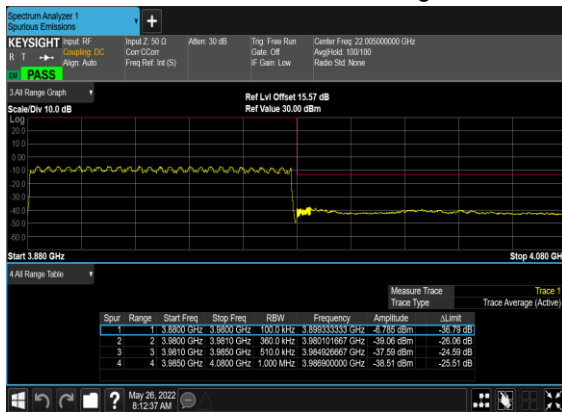 Spectrum Analyzer 1
Spurious Emissions
KEYSIGHT Input: RF Input Z: 50 Ω Atten: 30 dB Trig: Free Run Center Freq: 22.005000000 GHz
R T Coupling: DC Corr CCorr Gate: Off Avg|Hold: 100/100
Align: Auto Freq Ref: Int (S) IF Gain: Low Radio Std: None
PASS
3 All Range Graph
Ref Lvl Offset 15.57 dB
Scale/Div 10.0 dB Ref Value 30.00 dBm
Log
20.0
10.0
0.00
-10.0
-20.0
-30.0
-40.0
-50.0
-60.0
Start 3.880 GHz Stop 4.080 GH
4 All Range Table
Measure Trace Trace 1
Trace Type Trace Average (Active)
Spur Range Start Freq Stop Freq RBW Frequency Amplitude ΔLimit
1 1 3.8800 GHz 3.9800 GHz 100.0 kHz 3.899333333 GHz -6.785 dBm -36.79 dB
2 2 3.9800 GHz 3.9810 GHz 360.0 kHz 3.980101667 GHz -39.06 dBm -26.06 dB
3 3 3.9810 GHz 3.9850 GHz 510.0 kHz 3.984926667 GHz -37.59 dBm -24.59 dB
4 4 3.9850 GHz 4.0800 GHz 1.000 MHz 3.986900000 GHz -38.51 dBm -25.51 dB
May 26, 2022
8:12:37 AM